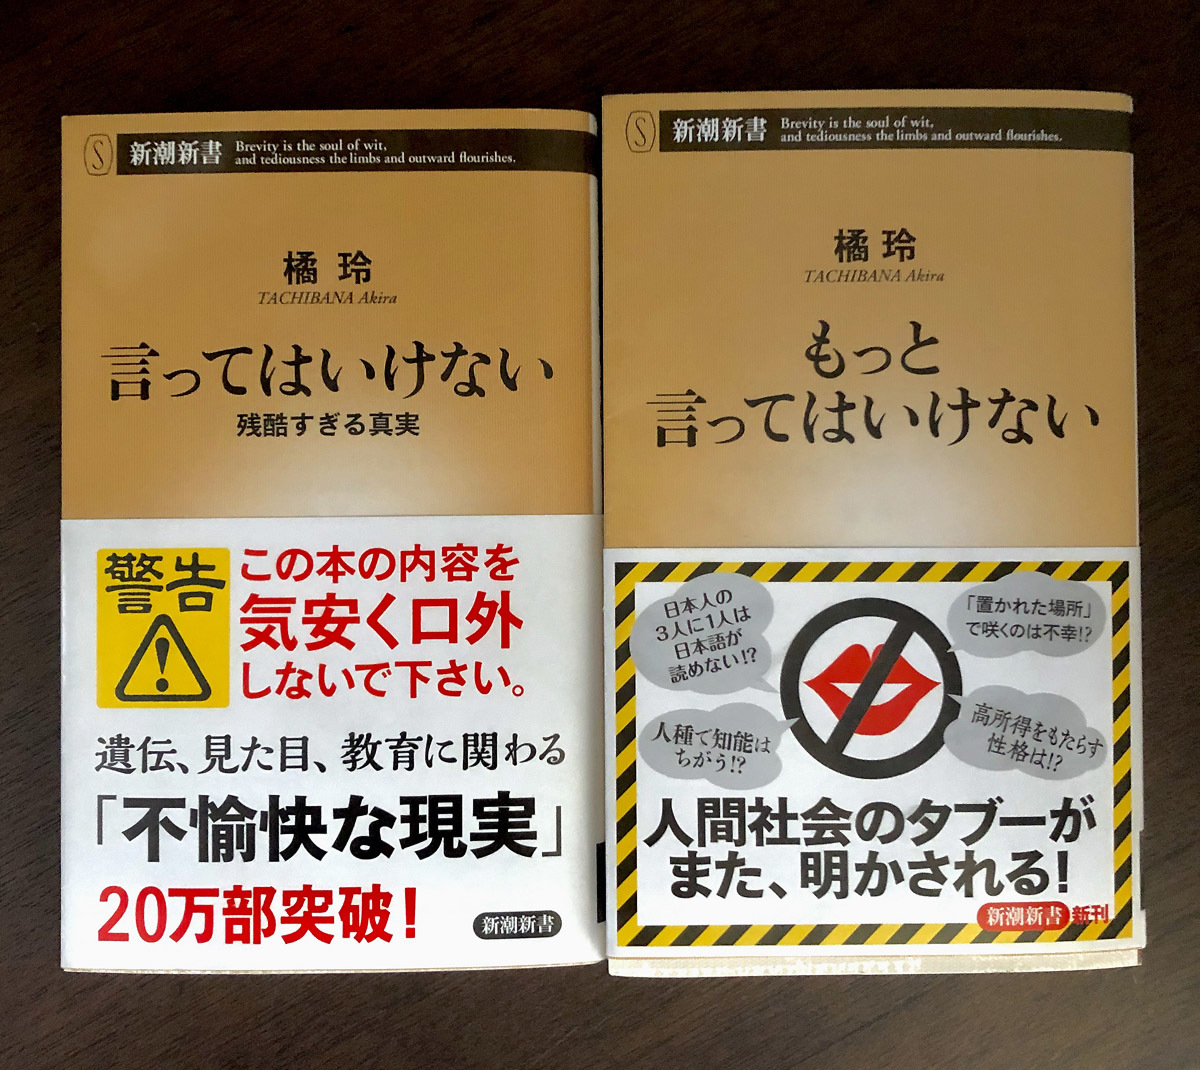 S
新潮新書
Brevity is the soul of wit,
and tediousness the limbs and outward flourishes.
橘 玲
TACHIBANA Akira
言ってはいけない
残酷すぎる真実
警告
!
この本の内容を
気安く口外
しないで下さい。
遺伝、見た目、教育に関わる
「不愉快な現実」
20万部突破!
新潮新書
S
新潮新書
Brevity is the soul of wit,
and tediousness the limbs and outward flourishes.
橘 玲
TACHIBANA Akira
もっと
言ってはいけない
日本人の
3人に1人は
日本語が
読めない!?
「置かれた場所」
で咲くのは不幸!?
人種で知能は
ちがう!?
高所得をもたらす
性格は!?
人間社会のタブーが
また、明かされる!
新潮新書 新刊